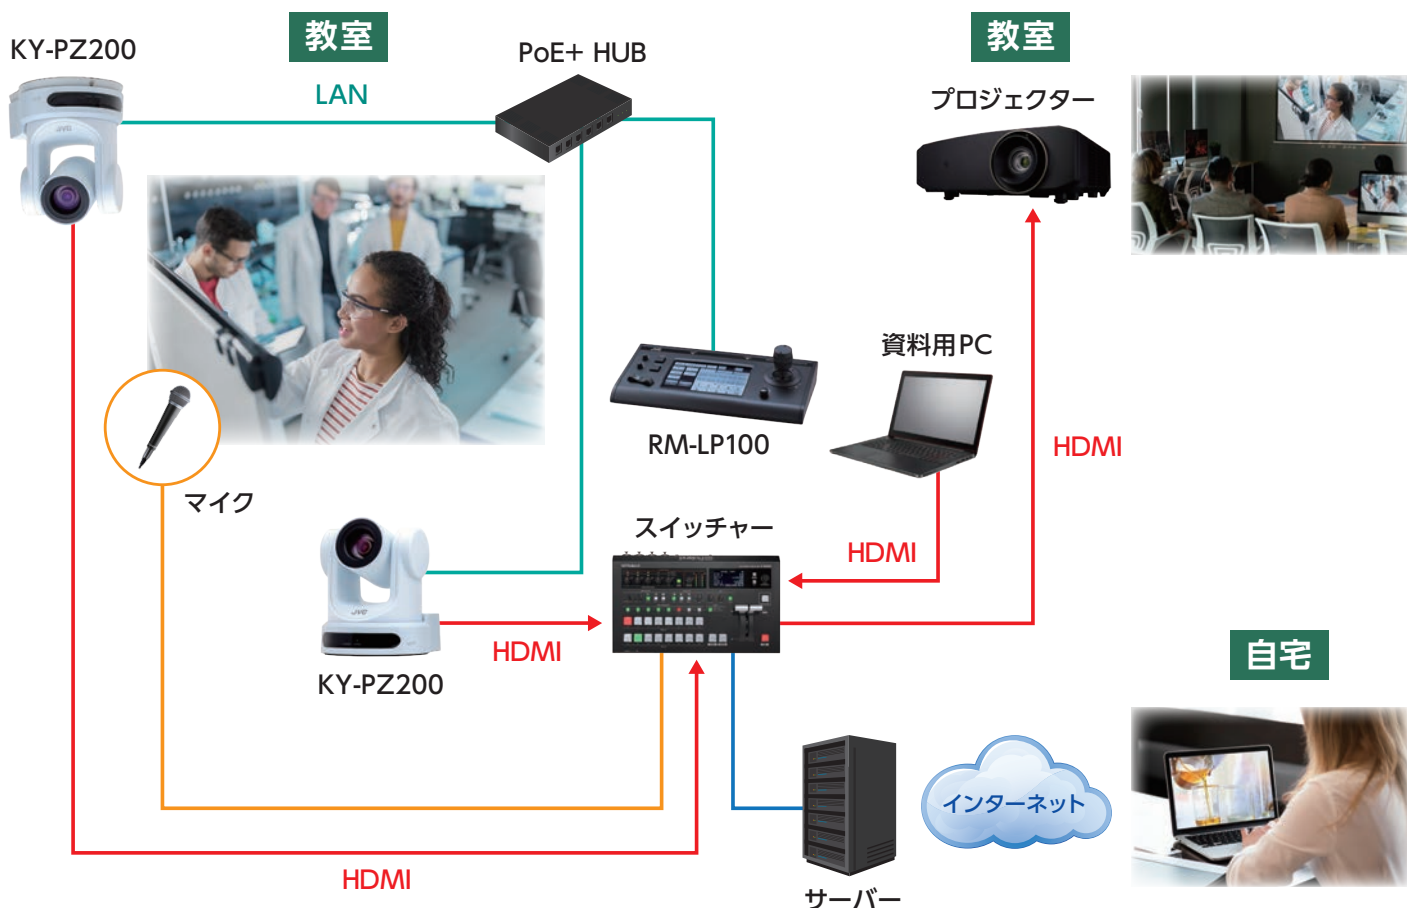 教室
教室
KY-PZ200
PoE+ HUB
LAN
プロジェクター
JVC
資料用PC
RM-LP100
HDMI
マイク
スイッチャー
HDMI
JVC
HDMI
KY-PZ200
自宅
インターネット
HDMI
サーバー